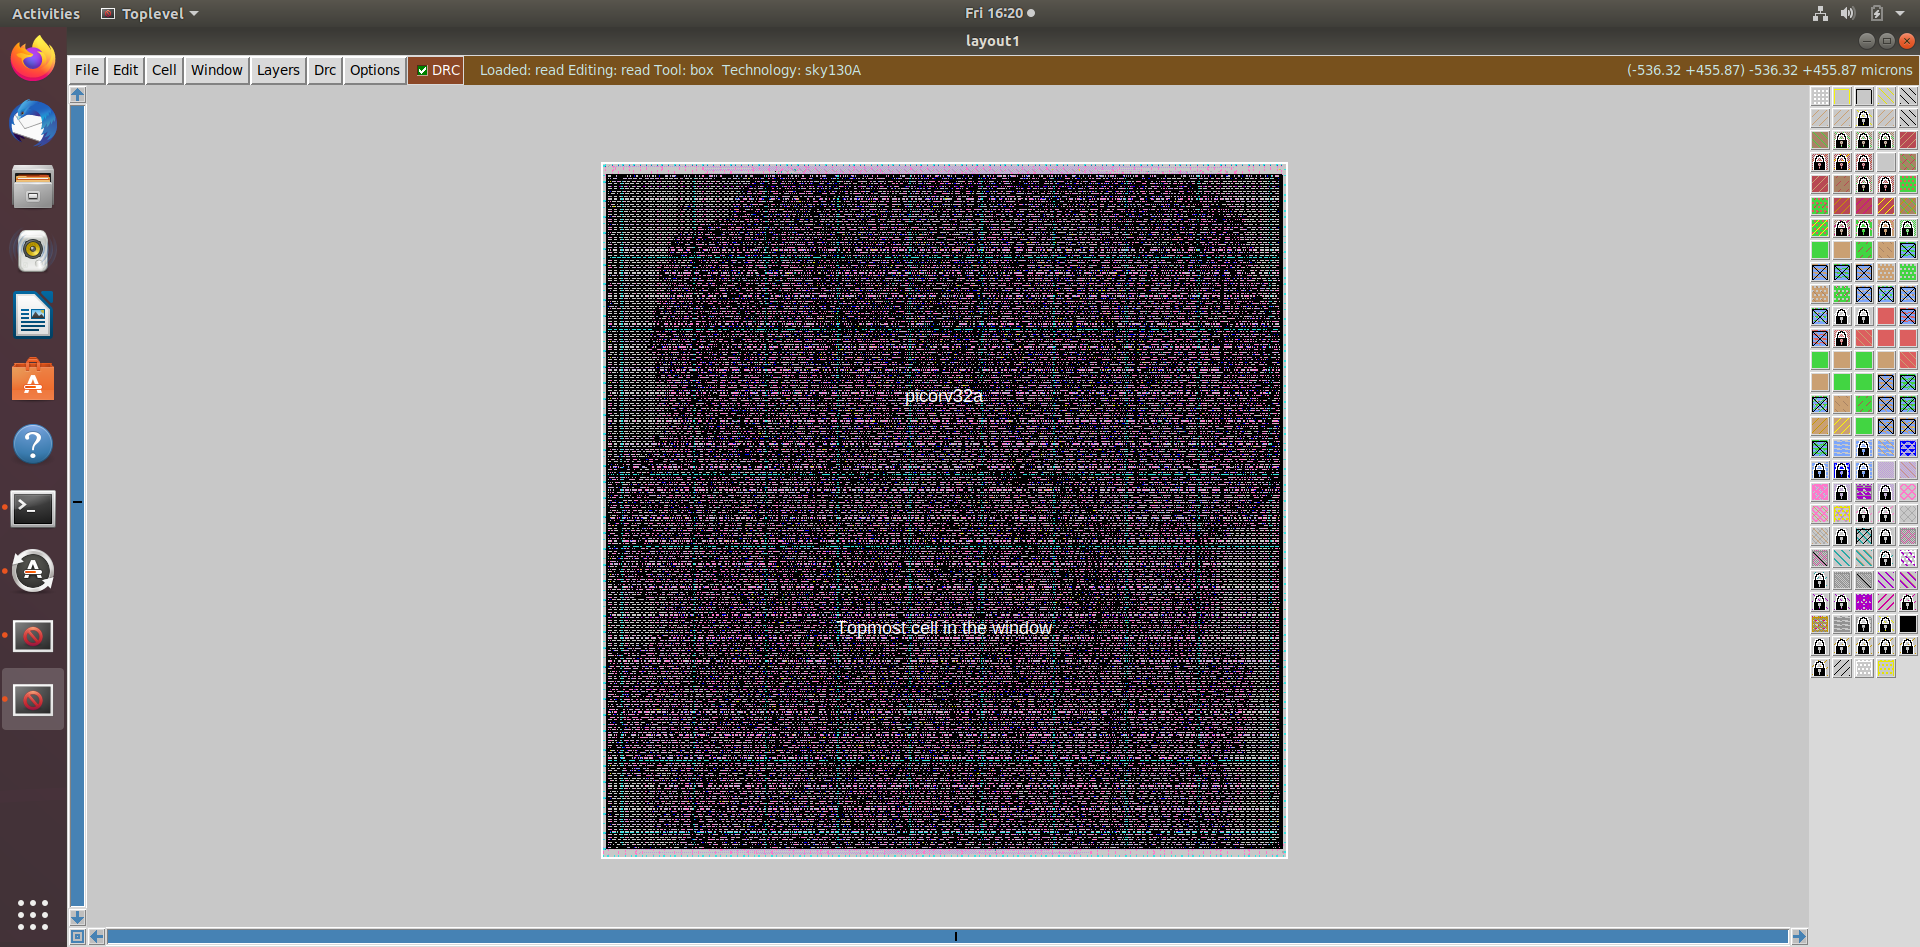 Activities Toplevel Fri 16:20
layout1
File Edit Cell Window Layers Drc Options DRC Loaded: read Editing: read Tool: box Technology: sky130A (-536.32 +455.87) -536.32 +455.87 microns
picorv32a
Topmost cell in the window